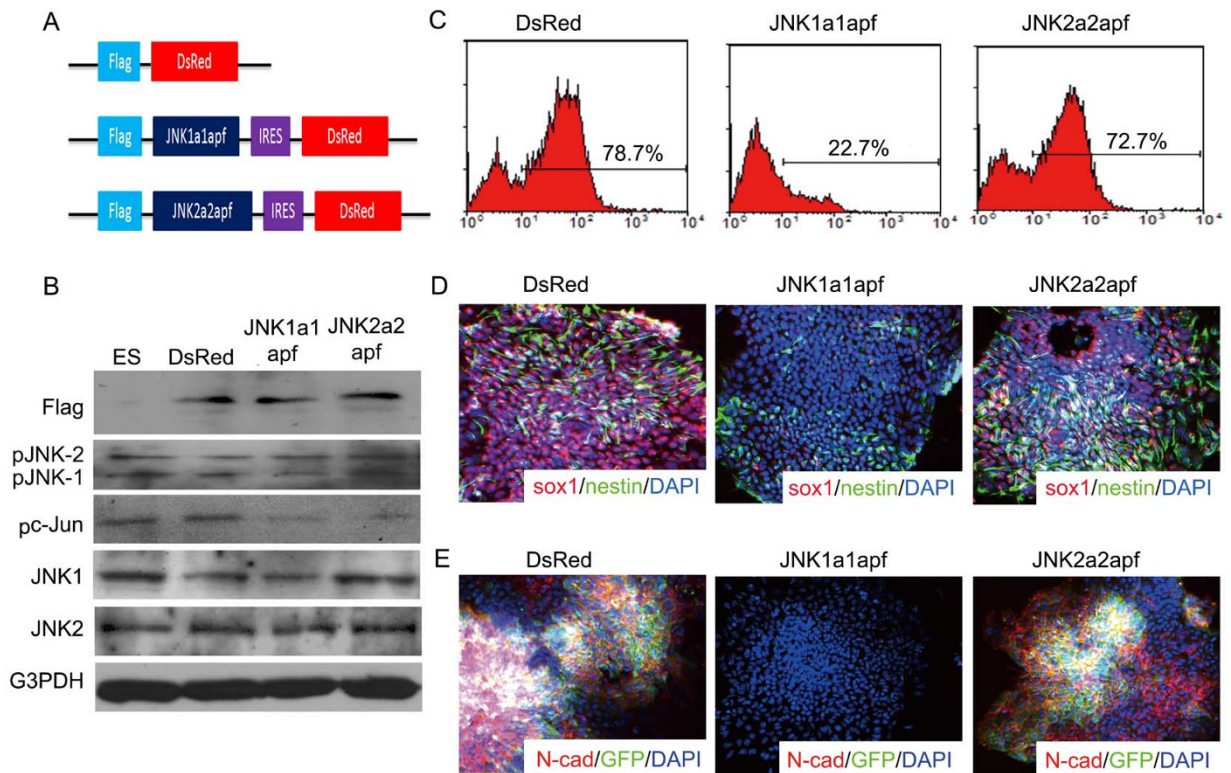 A
Flag DsRed
Flag JNK1a1apf IRES DsRed
Flag JNK2a2apf IRES DsRed
B
ES DsRed JNK1a1 apf JNK2a2 apf
Flag
pJNK-2
pJNK-1
pc-Jun
JNK1
JNK2
G3PDH
C
DsRed JNK1a1apf JNK2a2apf
78.7% 22.7% 72.7%
10⁰ 10¹ 10² 10³ 10⁴ 10⁰ 10¹ 10² 10³ 10⁴ 10⁰ 10¹ 10² 10³ 10⁴
D
DsRed JNK1a1apf JNK2a2apf
sox1/nestin/DAPI sox1/nestin/DAPI sox1/nestin/DAPI
E
DsRed JNK1a1apf JNK2a2apf
N-cad/GFP/DAPI N-cad/GFP/DAPI N-cad/GFP/DAPI